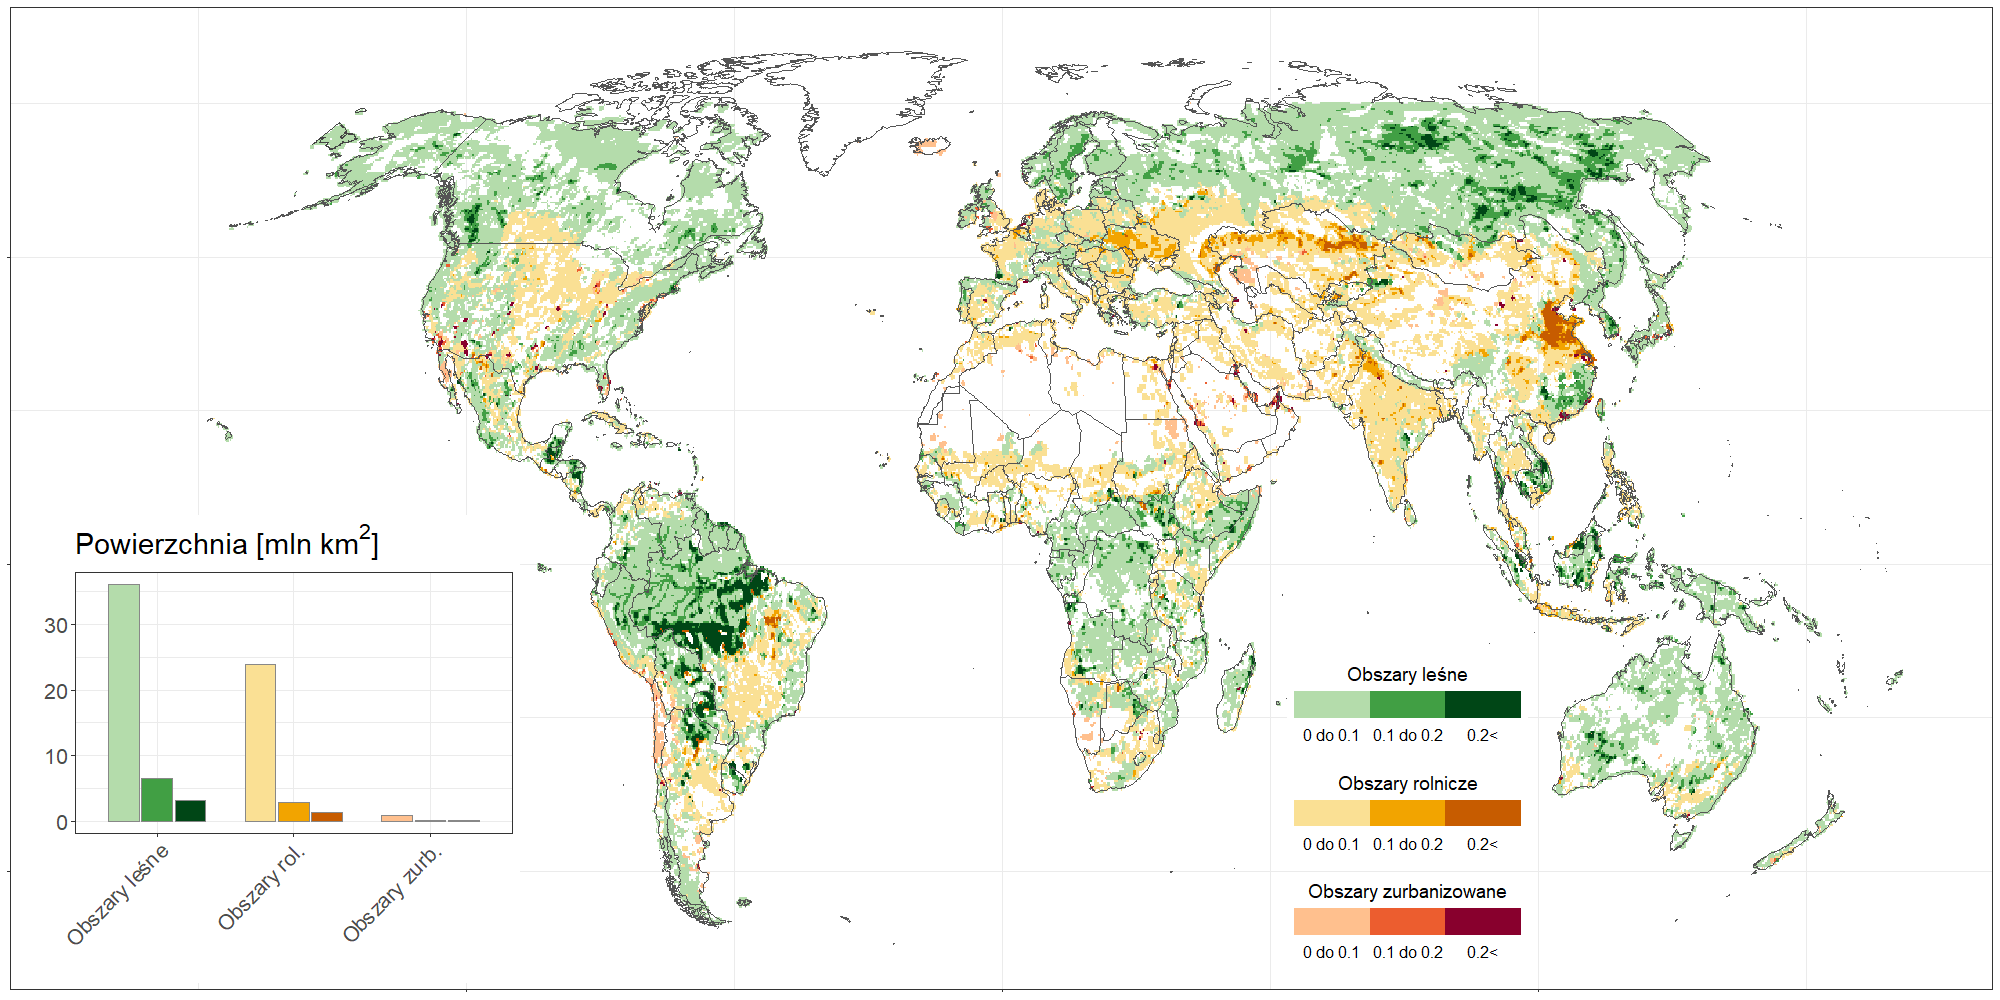 Powierzchnia [mln km²]
30
20
10
0
Obszary leśne
Obszary rol.
Obszary zurb.
Obszary leśne
0 do 0.1 0.1 do 0.2 0.2<
Obszary rolnicze
0 do 0.1 0.1 do 0.2 0.2<
Obszary zurbanizowane
0 do 0.1 0.1 do 0.2 0.2<